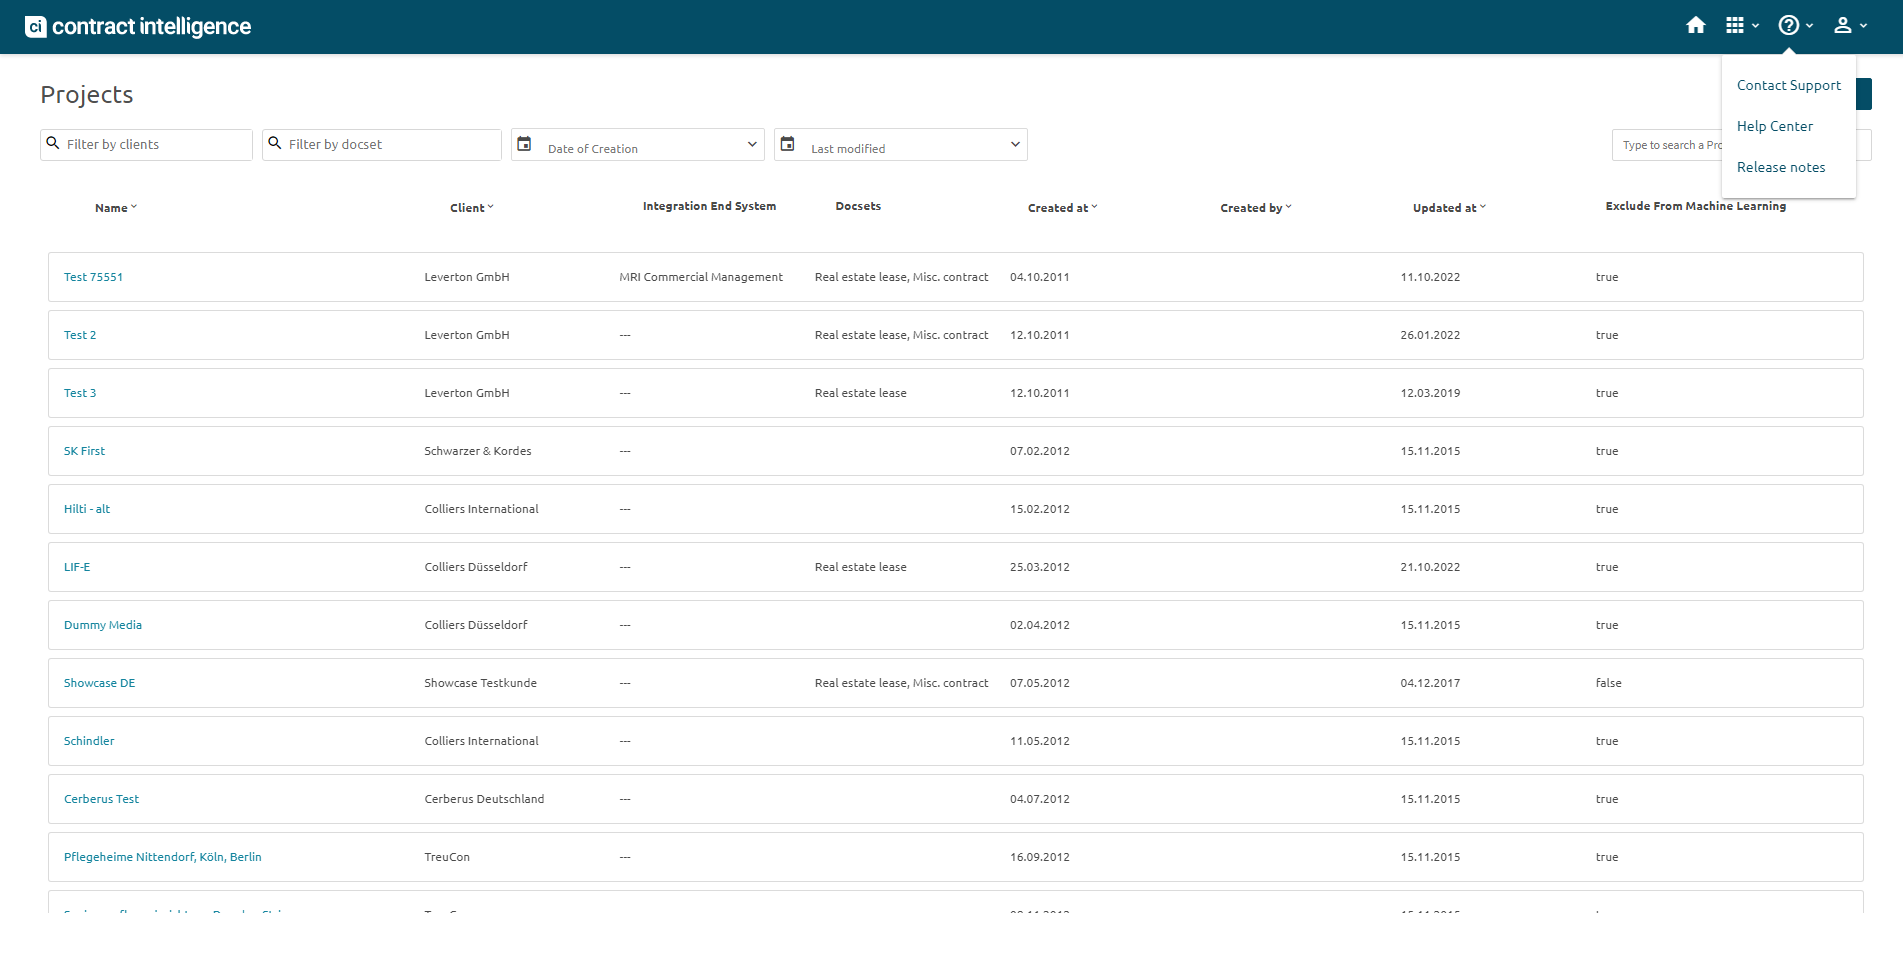 ci contract intelligence
Contact Support
Help Center
Release notes
Projects
Filter by clients
Filter by docset
Date of Creation
Last modified
Type to search a
Name Client Integration End System Docsets Created at Created by Updated at Exclude From Machine Learning
Test 75551 Leverton GmbH MRI Commercial Management Real estate lease, Misc. contract 04.10.2011 11.10.2022 true
Test 2 Leverton GmbH --- Real estate lease, Misc. contract 12.10.2011 26.01.2022 true
Test 3 Leverton GmbH --- Real estate lease 12.10.2011 12.03.2019 true
SK First Schwarzer & Kordes --- 07.02.2012 15.11.2015 true
Hilti - alt Colliers International --- 15.02.2012 15.11.2015 true
LIF-E Colliers Düsseldorf --- Real estate lease 25.03.2012 21.10.2022 true
Dummy Media Colliers Düsseldorf --- 02.04.2012 15.11.2015 true
Showcase DE Showcase Testkunde --- Real estate lease, Misc. contract 07.05.2012 04.12.2017 false
Schindler Colliers International --- 11.05.2012 15.11.2015 true
Cerberus Test Cerberus Deutschland --- 04.07.2012 15.11.2015 true
Pflegeheime Nittendorf, Köln, Berlin TreuCon --- 16.09.2012 15.11.2015 true